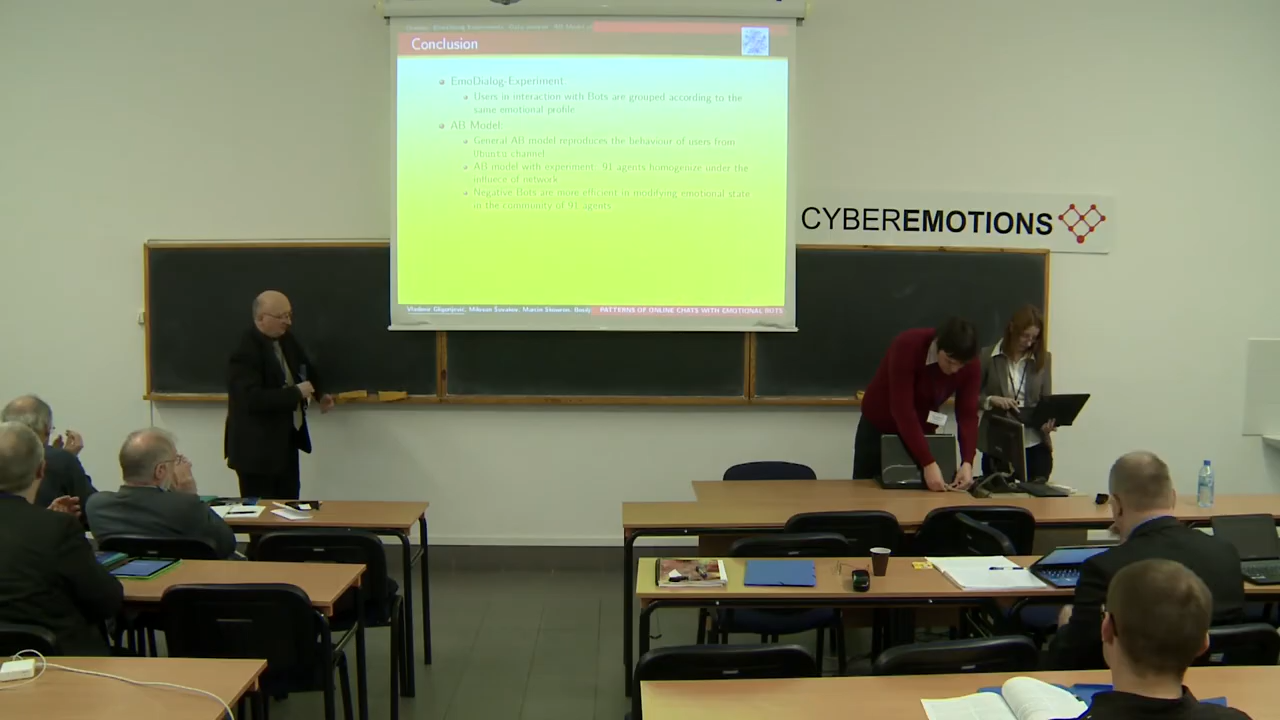 Conclusion
EmoDialog-Experiment:
Users in interaction with Bots are grouped according to the
same emotional profile
AB Model:
General AB model reproduces the behaviour of users from
Ubuntu channel
AB model with experiment: 91 agents homogenize under the
influece of network
Negative Bots are more efficient in modifying emotional state
in the community of 91 agents
PATTERNS OF ONLINE CHATS WITH EMOTIONAL BOTS
CYBEREMOTIONS